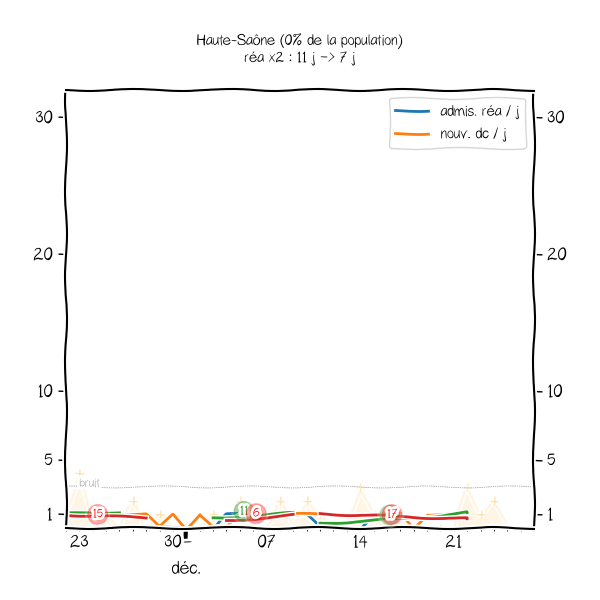 Haute-Saône (0% de la population)
réa x2 : 11 j -> 7 j
admis. réa / j
nouv. dc / j
30 30
20 20
10 10
5 5
bruit
15 11 6 17
1 1
23 30 07 14 21
déc.